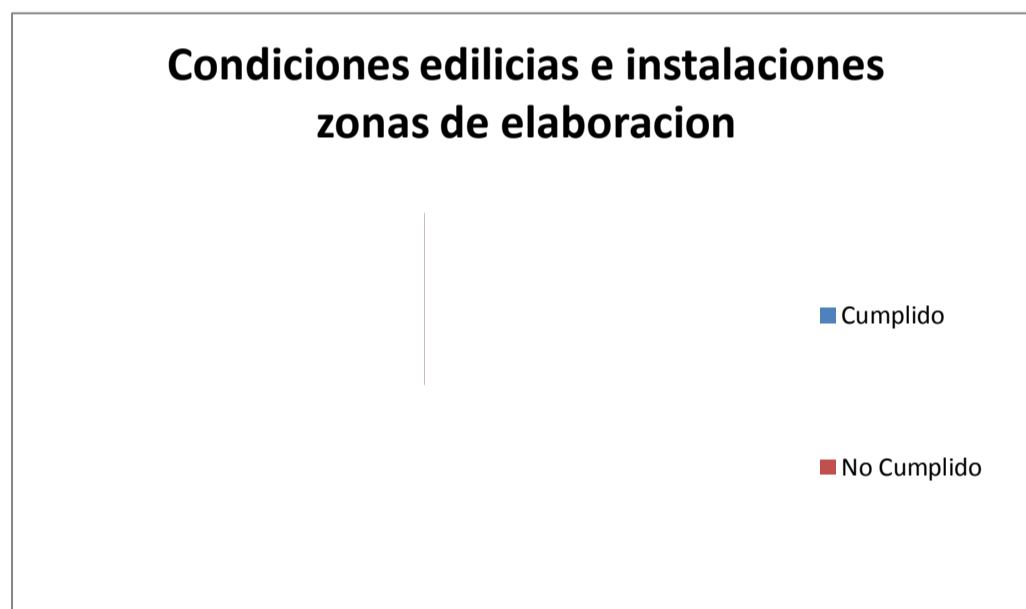 Condiciones edilicias e instalaciones
zonas de elaboracion
Cumplido
No Cumplido